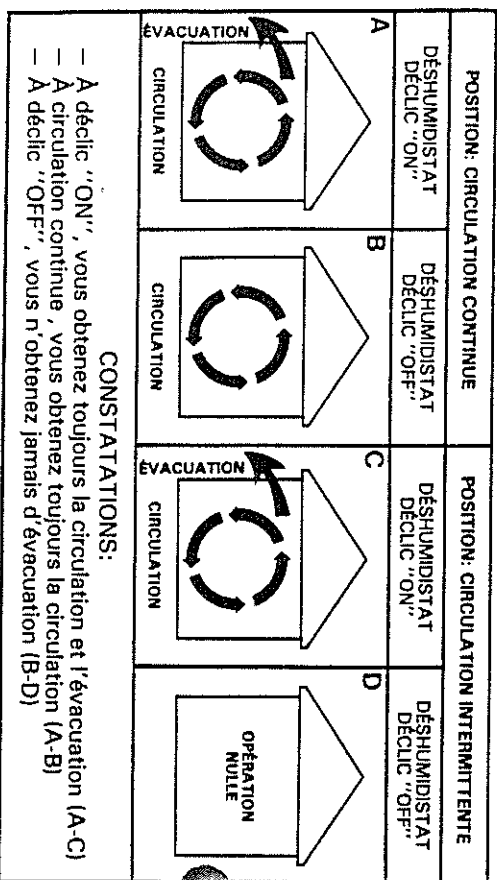 POSITION: CIRCULATION CONTINUE
POSITION: CIRCULATION INTERMITTENTE
DÉSHUMIDISTAT
DÉCLIC "ON"
DÉSHUMIDISTAT
DÉCLIC "OFF"
DÉSHUMIDISTAT
DÉCLIC "ON"
DÉSHUMIDISTAT
DÉCLIC "OFF"
A
ÉVACUATION
CIRCULATION
B
CIRCULATION
C
ÉVACUATION
CIRCULATION
D
OPÉRATION
NULLE
CONSTATATIONS:
— À déclic "ON", vous obtenez toujours la circulation et l'évacuation (A-C)
— À circulation continue, vous obtenez toujours la circulation (A-B)
— À déclic "OFF", vous n'obtenez jamais d'évacuation (B-D)